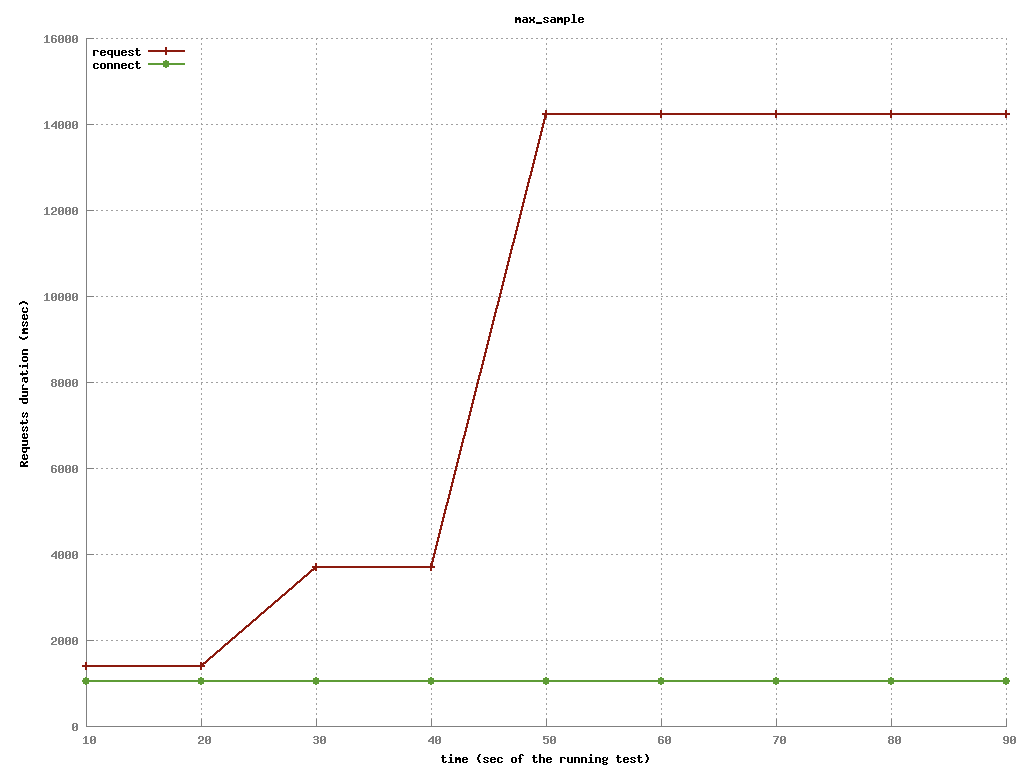 max_sample
16000
14000
12000
10000
8000
6000
4000
2000
0
request
connect
Requests duration (msec)
10 20 30 40 50 60 70 80 90
time (sec of the running test)